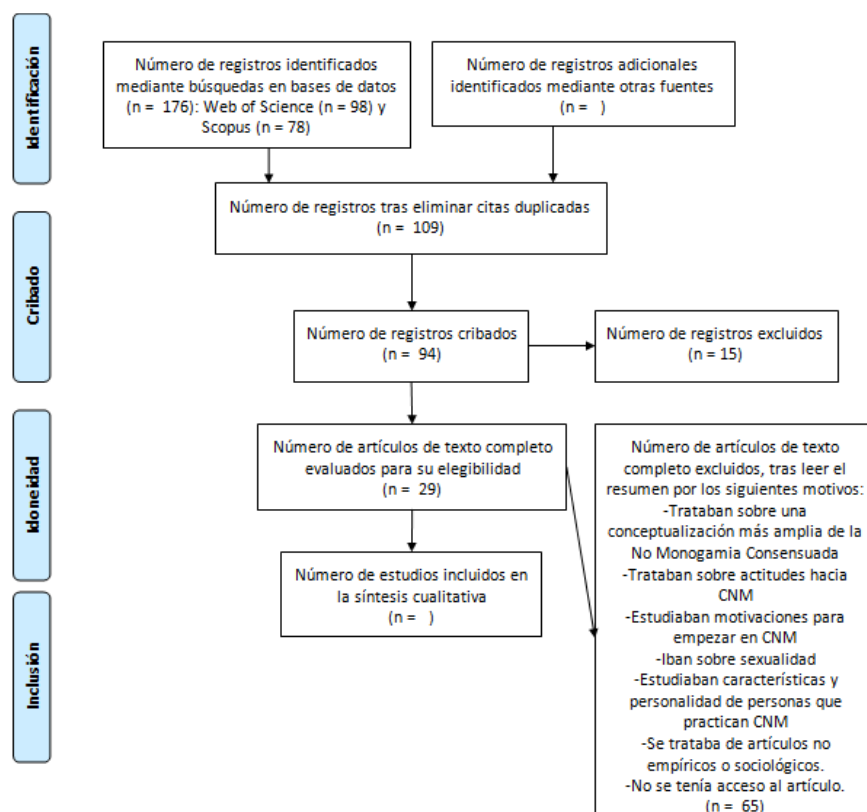 Identificación
Número de registros identificados
mediante búsquedas en bases de datos
(n = 176): Web of Science (n = 98) y
Scopus (n = 78)
Número de registros adicionales
identificados mediante otras fuentes
(n = )
Número de registros tras eliminar citas duplicadas
(n = 109)
Cribado
Número de registros cribados
(n = 94)
Número de registros excluidos
(n = 15)
Idoneidad
Número de artículos de texto completo
evaluados para su elegibilidad
(n = 29)
Número de artículos de texto
completo excluidos, tras leer el
resumen por los siguientes motivos:
-Trataban sobre una
conceptualización más amplia de la
No Monogamia Consensuada
-Trataban sobre actitudes hacia
CNM
-Estudiaban motivaciones para
empezar en CNM
-Iban sobre sexualidad
-Estudiaban características y
personalidad de personas que
practican CNM
-Se trataba de artículos no
empíricos o sociológicos.
-No se tenía acceso al artículo.
(n = 65)
Inclusión
Número de estudios incluidos en
la síntesis cualitativa
(n = )